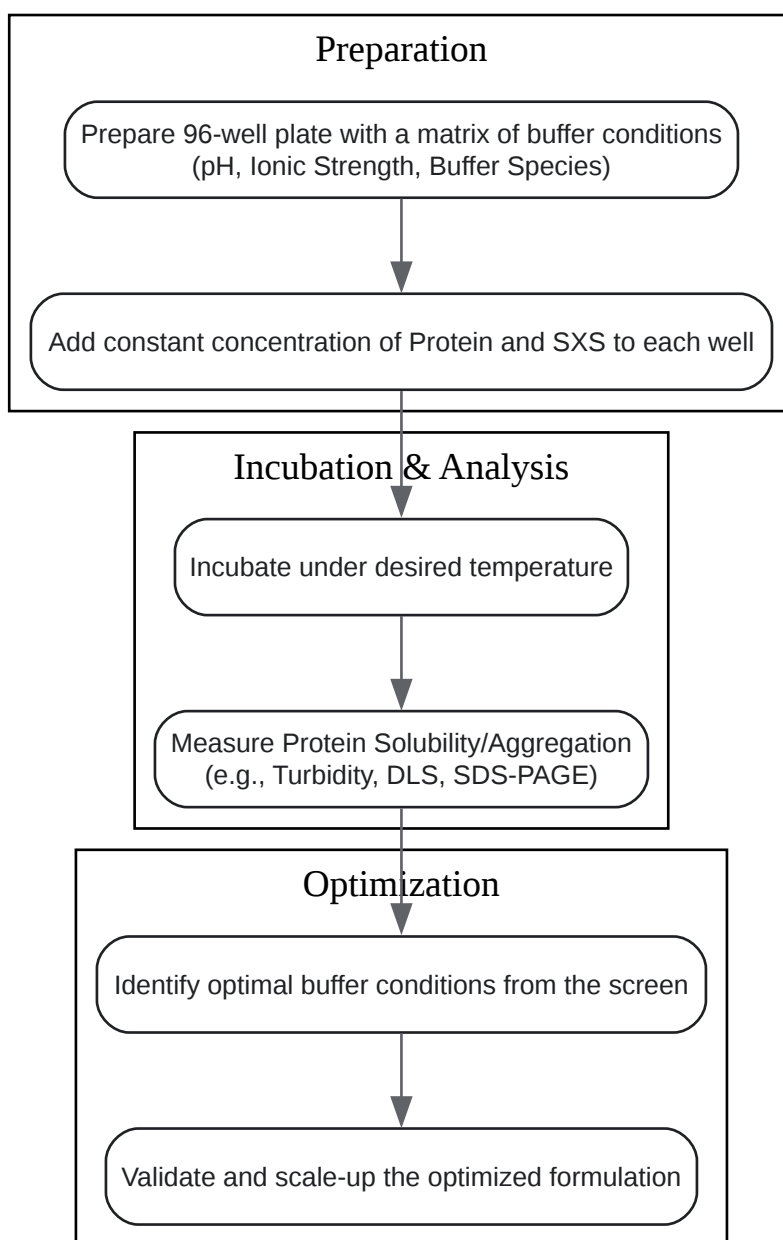 Preparation
Prepare 96-well plate with a matrix of buffer conditions
(pH, Ionic Strength, Buffer Species)
Add constant concentration of Protein and SXS to each well
Incubation & Analysis
Incubate under desired temperature
Measure Protein Solubility/Aggregation
(e.g., Turbidity, DLS, SDS-PAGE)
Optimization
Identify optimal buffer conditions from the screen
Validate and scale-up the optimized formulation